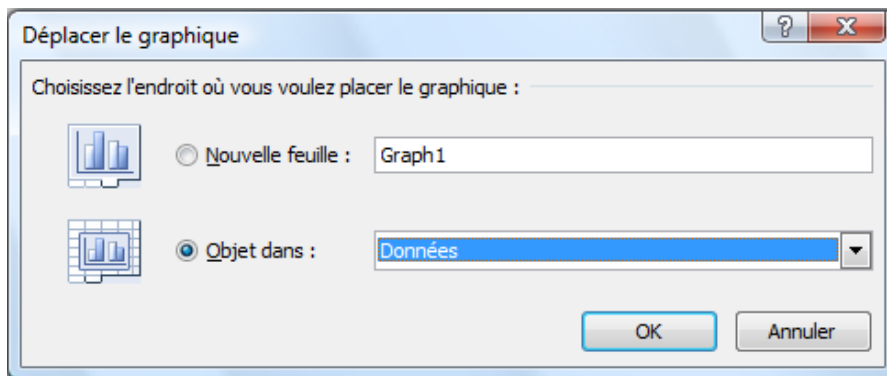 Déplacer le graphique
Choisissez l'endroit où vous voulez placer le graphique :
Nouvelle feuille : Graph1
Objet dans : Données
OK Annuler